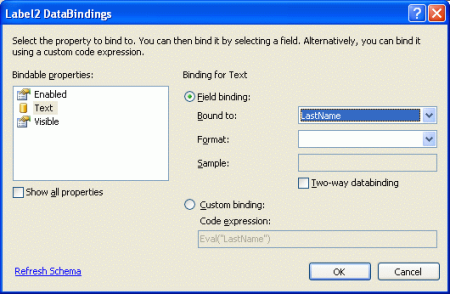 Label2 DataBindings
Select the property to bind to. You can then bind it by selecting a field. Alternatively, you can bind it
using a custom code expression.
Bindable properties:
Enabled
Text
Visible
Show all properties
Binding for Text
Field binding:
Bound to:
LastName
Format:
Sample:
Two-way databinding
Custom binding:
Code expression:
Eval("LastName")
Refresh Schema
OK
Cancel